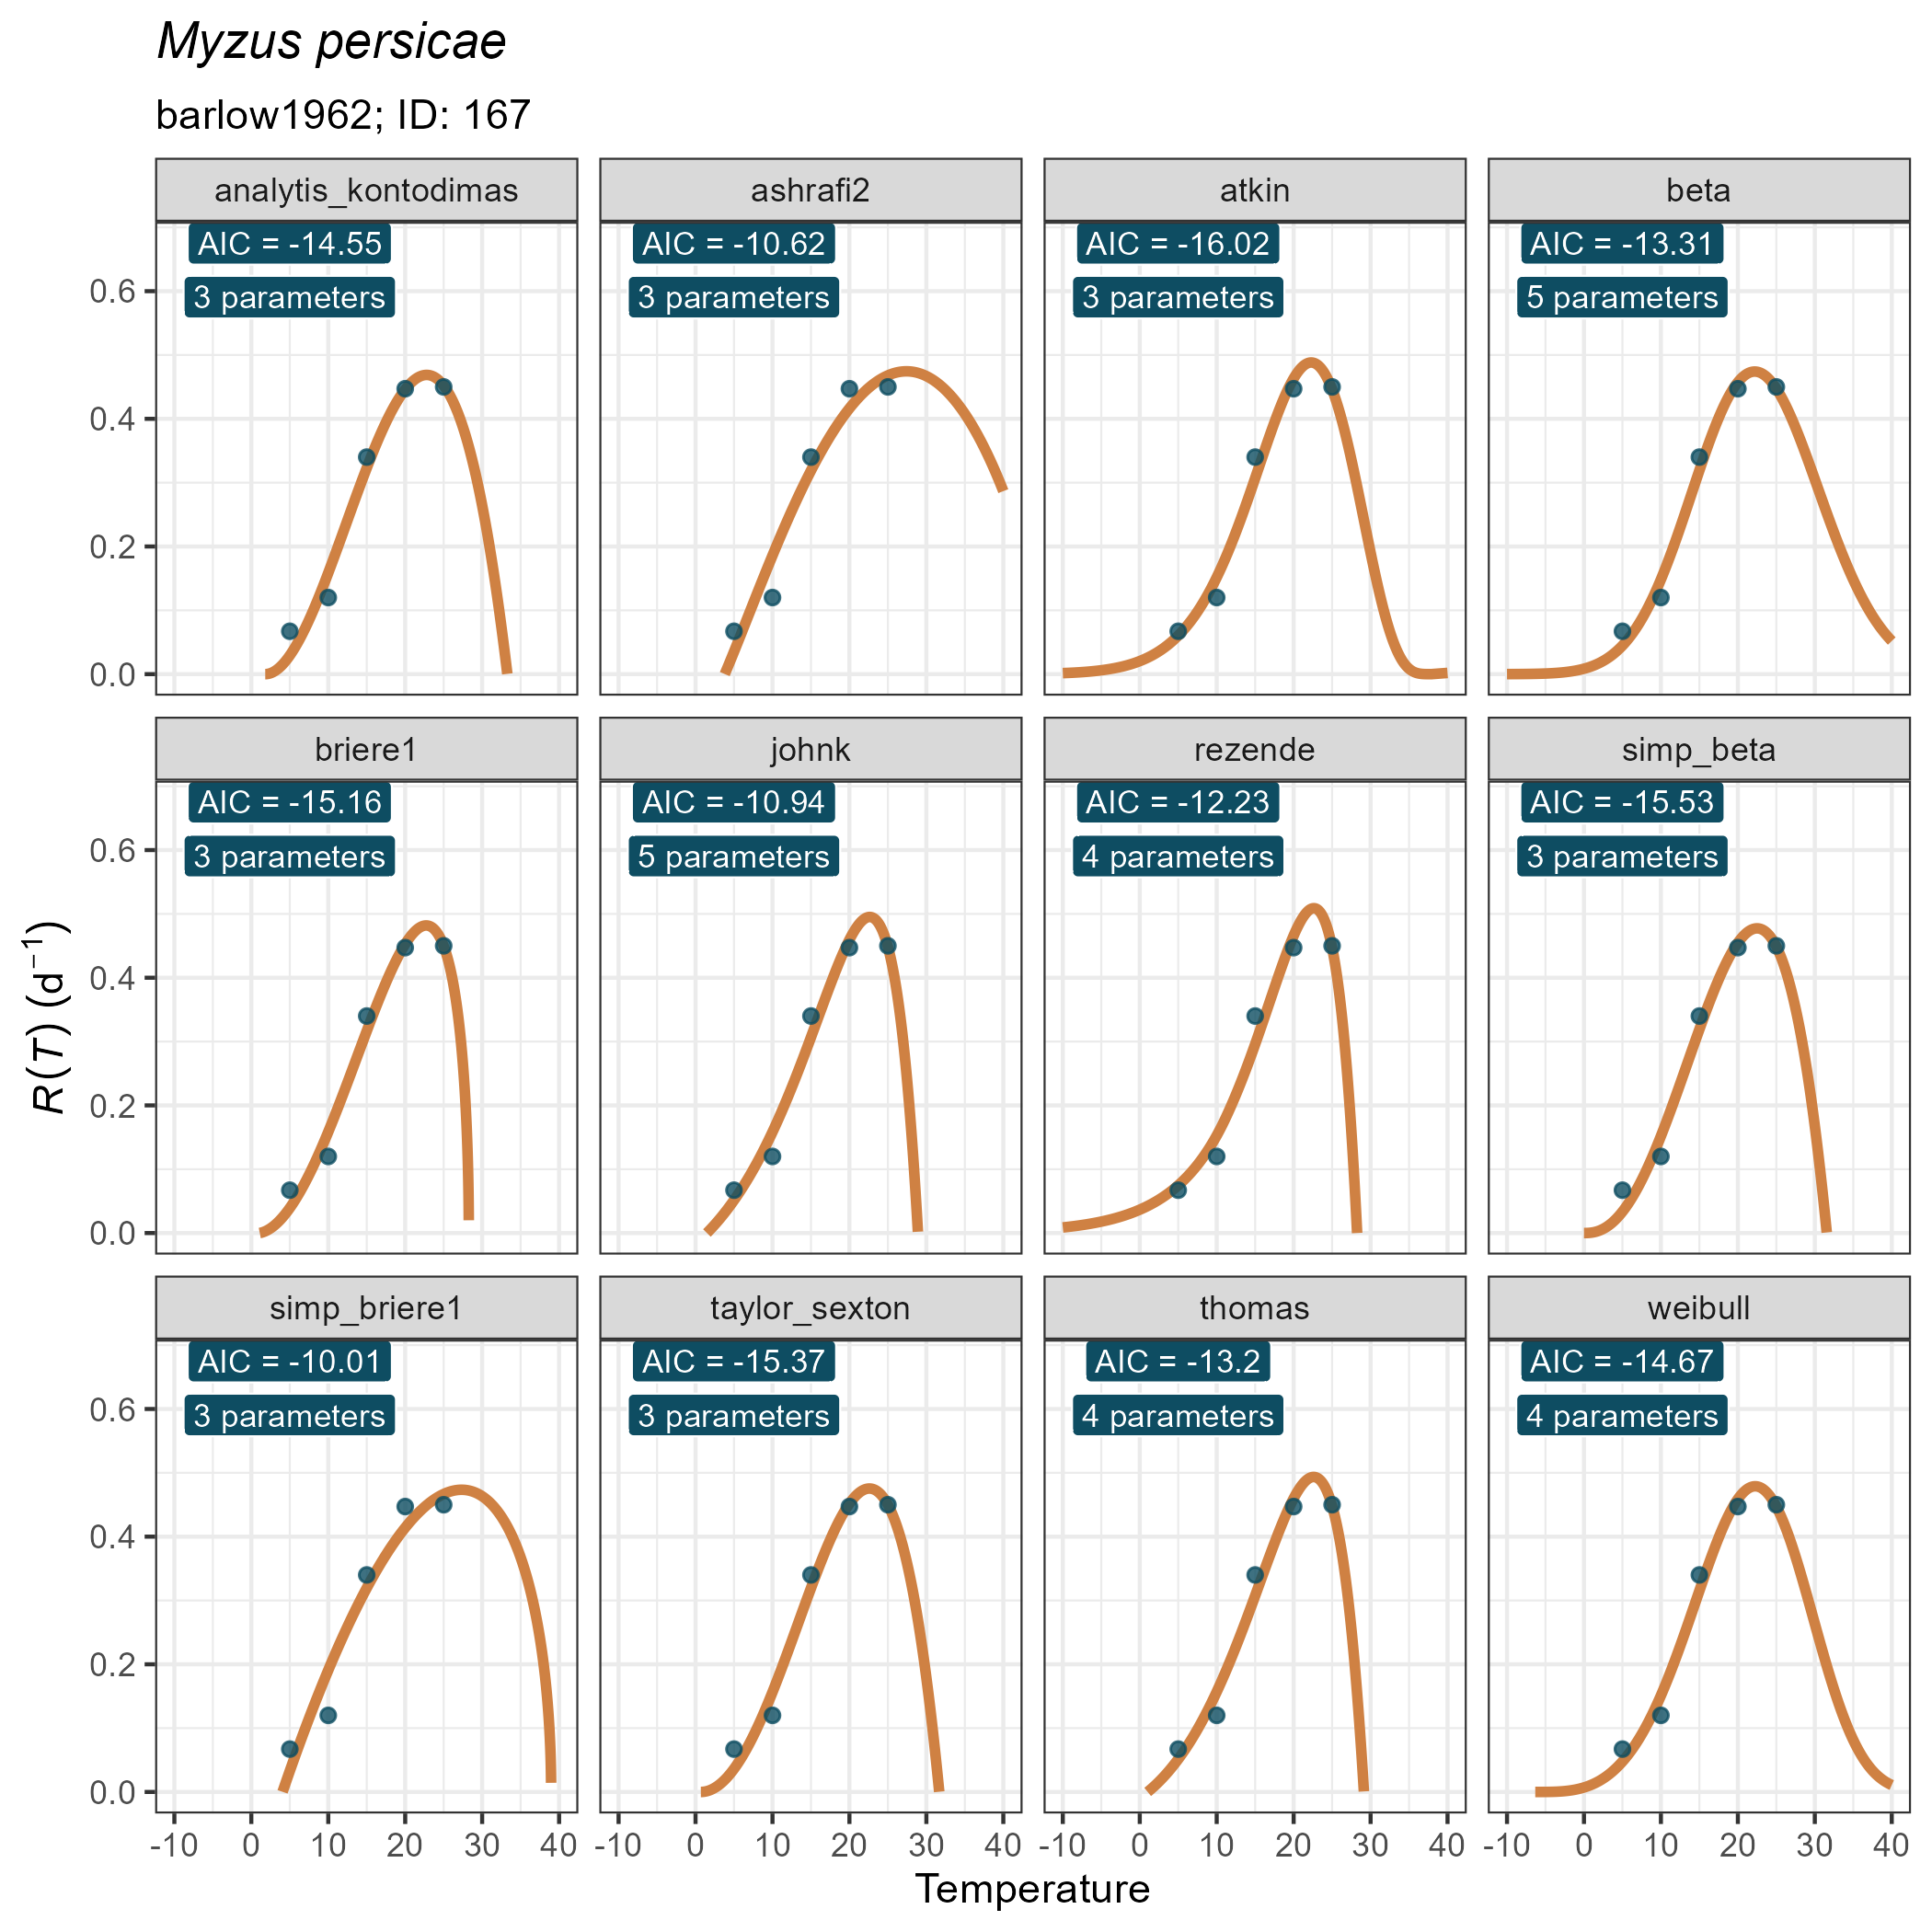 Myzus persicae
barlow1962; ID: 167
analytis_kontodimas
ashrafi2
atkin
beta
AIC = -14.55
3 parameters
AIC = -10.62
3 parameters
AIC = -16.02
3 parameters
AIC = -13.31
5 parameters
0.6
0.4
0.2
0.0
briere1
johnk
rezende
simp_beta
AIC = -15.16
3 parameters
AIC = -10.94
5 parameters
AIC = -12.23
4 parameters
AIC = -15.53
3 parameters
0.6
0.4
0.2
0.0
R(T) (d⁻¹)
simp_briere1
taylor_sexton
thomas
weibull
AIC = -10.01
3 parameters
AIC = -15.37
3 parameters
AIC = -13.2
4 parameters
AIC = -14.67
4 parameters
0.6
0.4
0.2
0.0
-10 0 10 20 30 40
-10 0 10 20 30 40
-10 0 10 20 30 40
-10 0 10 20 30 40
Temperature